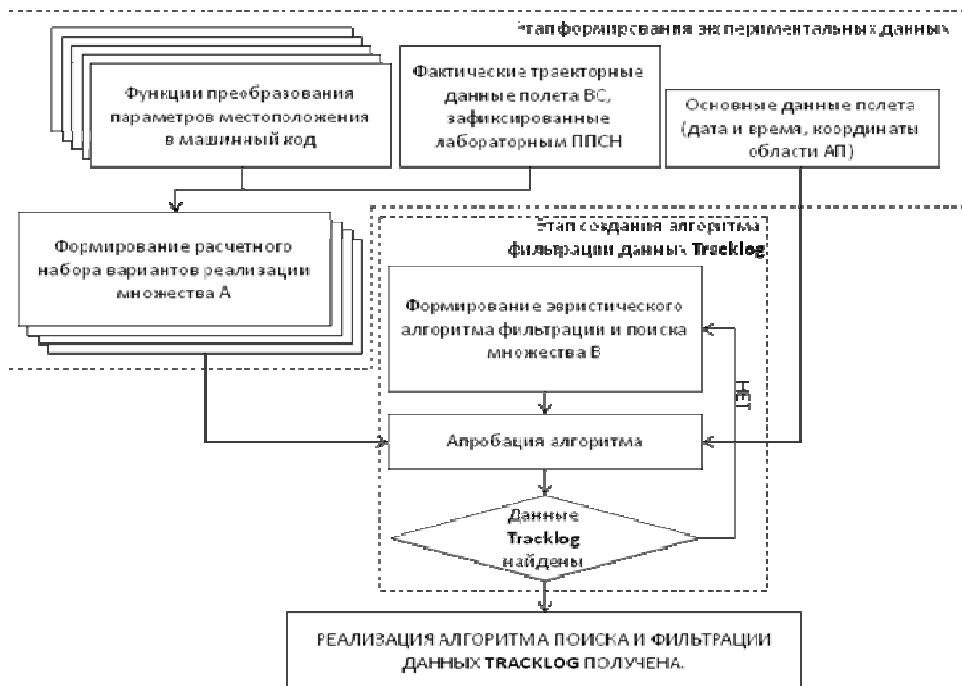 Этап формирования экспериментальных данных
Функции преобразования
параметров местоположения
в машинный код
Фактические траекторные
данные полета ВС,
зафиксированные
лабораторным ППСН
Основные данные полета
(дата и время, координаты
области АП)
Формирование расчетного
набора вариантов реализации
множества А
Этап создания алгоритма
фильтрации данных Tracklog
Формирование эвристического
алгоритма фильтрации и поиска
множества В
НЕТ
Апробация алгоритма
Данные
Tracklog
найдены
РЕАЛИЗАЦИЯ АЛГОРИТМА ПОИСКА И ФИЛЬТРАЦИИ
ДАННЫХ TRACKLOG ПОЛУЧЕНА.